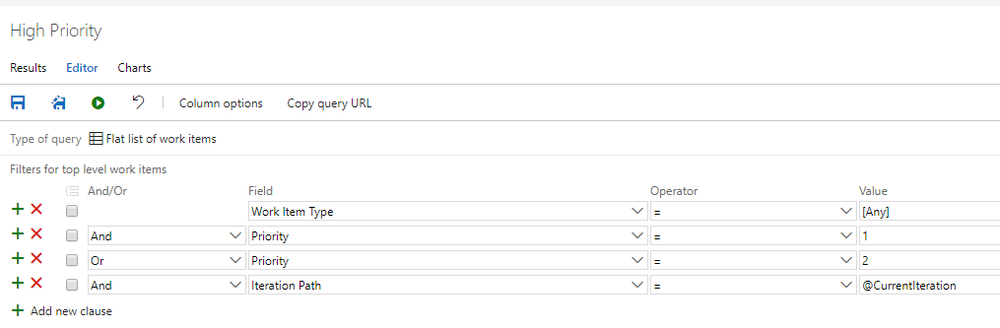 High Priority
Results Editor Charts
Column options Copy query URL
Type of query Flat list of work items
Filters for top level work items
And/Or Field Operator Value
Work Item Type = [Any]
And Priority = 1
Or Priority = 2
And Iteration Path = @CurrentIteration
Add new clause